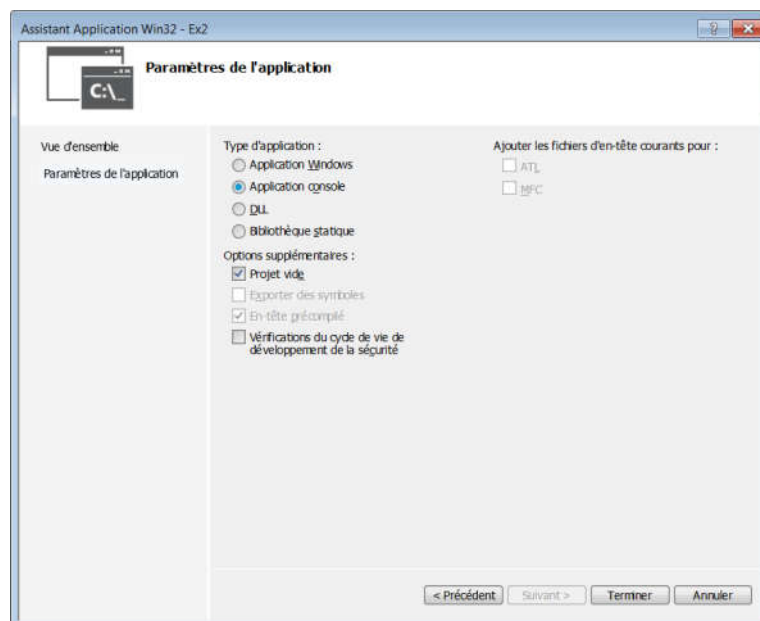 Assistant Application Win32 - Ex2
C:\_
Paramètres de l'application
Vue d'ensemble
Paramètres de l'application
Type d'application :
Application Windows
Application console
DLL
Bibliothèque statique
Options supplémentaires :
Projet vide
Exporter des symboles
En-tête précompilé
Vérifications du cycle de vie de
développement de la sécurité
Ajouter les fichiers d'en-tête courants pour :
ATL
MFC
< Précédent
Suivant >
Terminer
Annuler